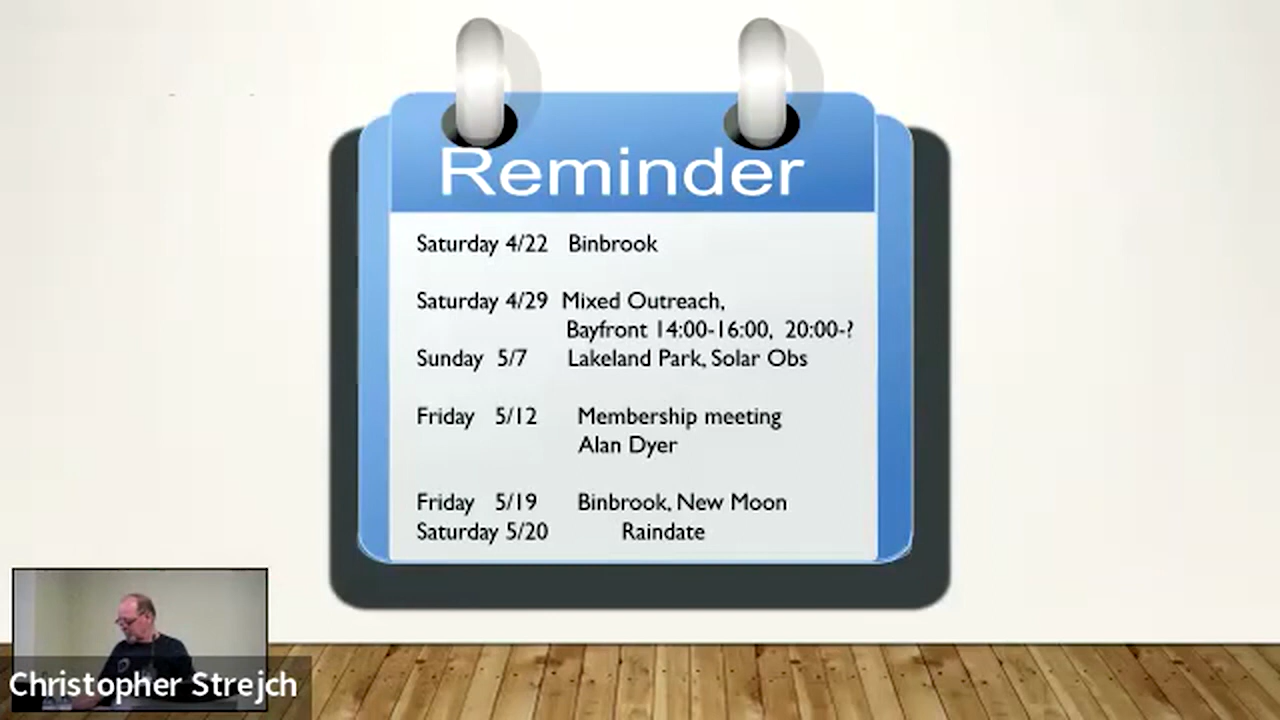 Reminder
Saturday 4/22 Binbrook
Saturday 4/29 Mixed Outreach,
Bayfront 14:00-16:00, 20:00-?
Sunday 5/7 Lakeland Park, Solar Obs
Friday 5/12 Membership meeting
Alan Dyer
Friday 5/19 Binbrook, New Moon
Saturday 5/20 Raindate
Christopher Strejch